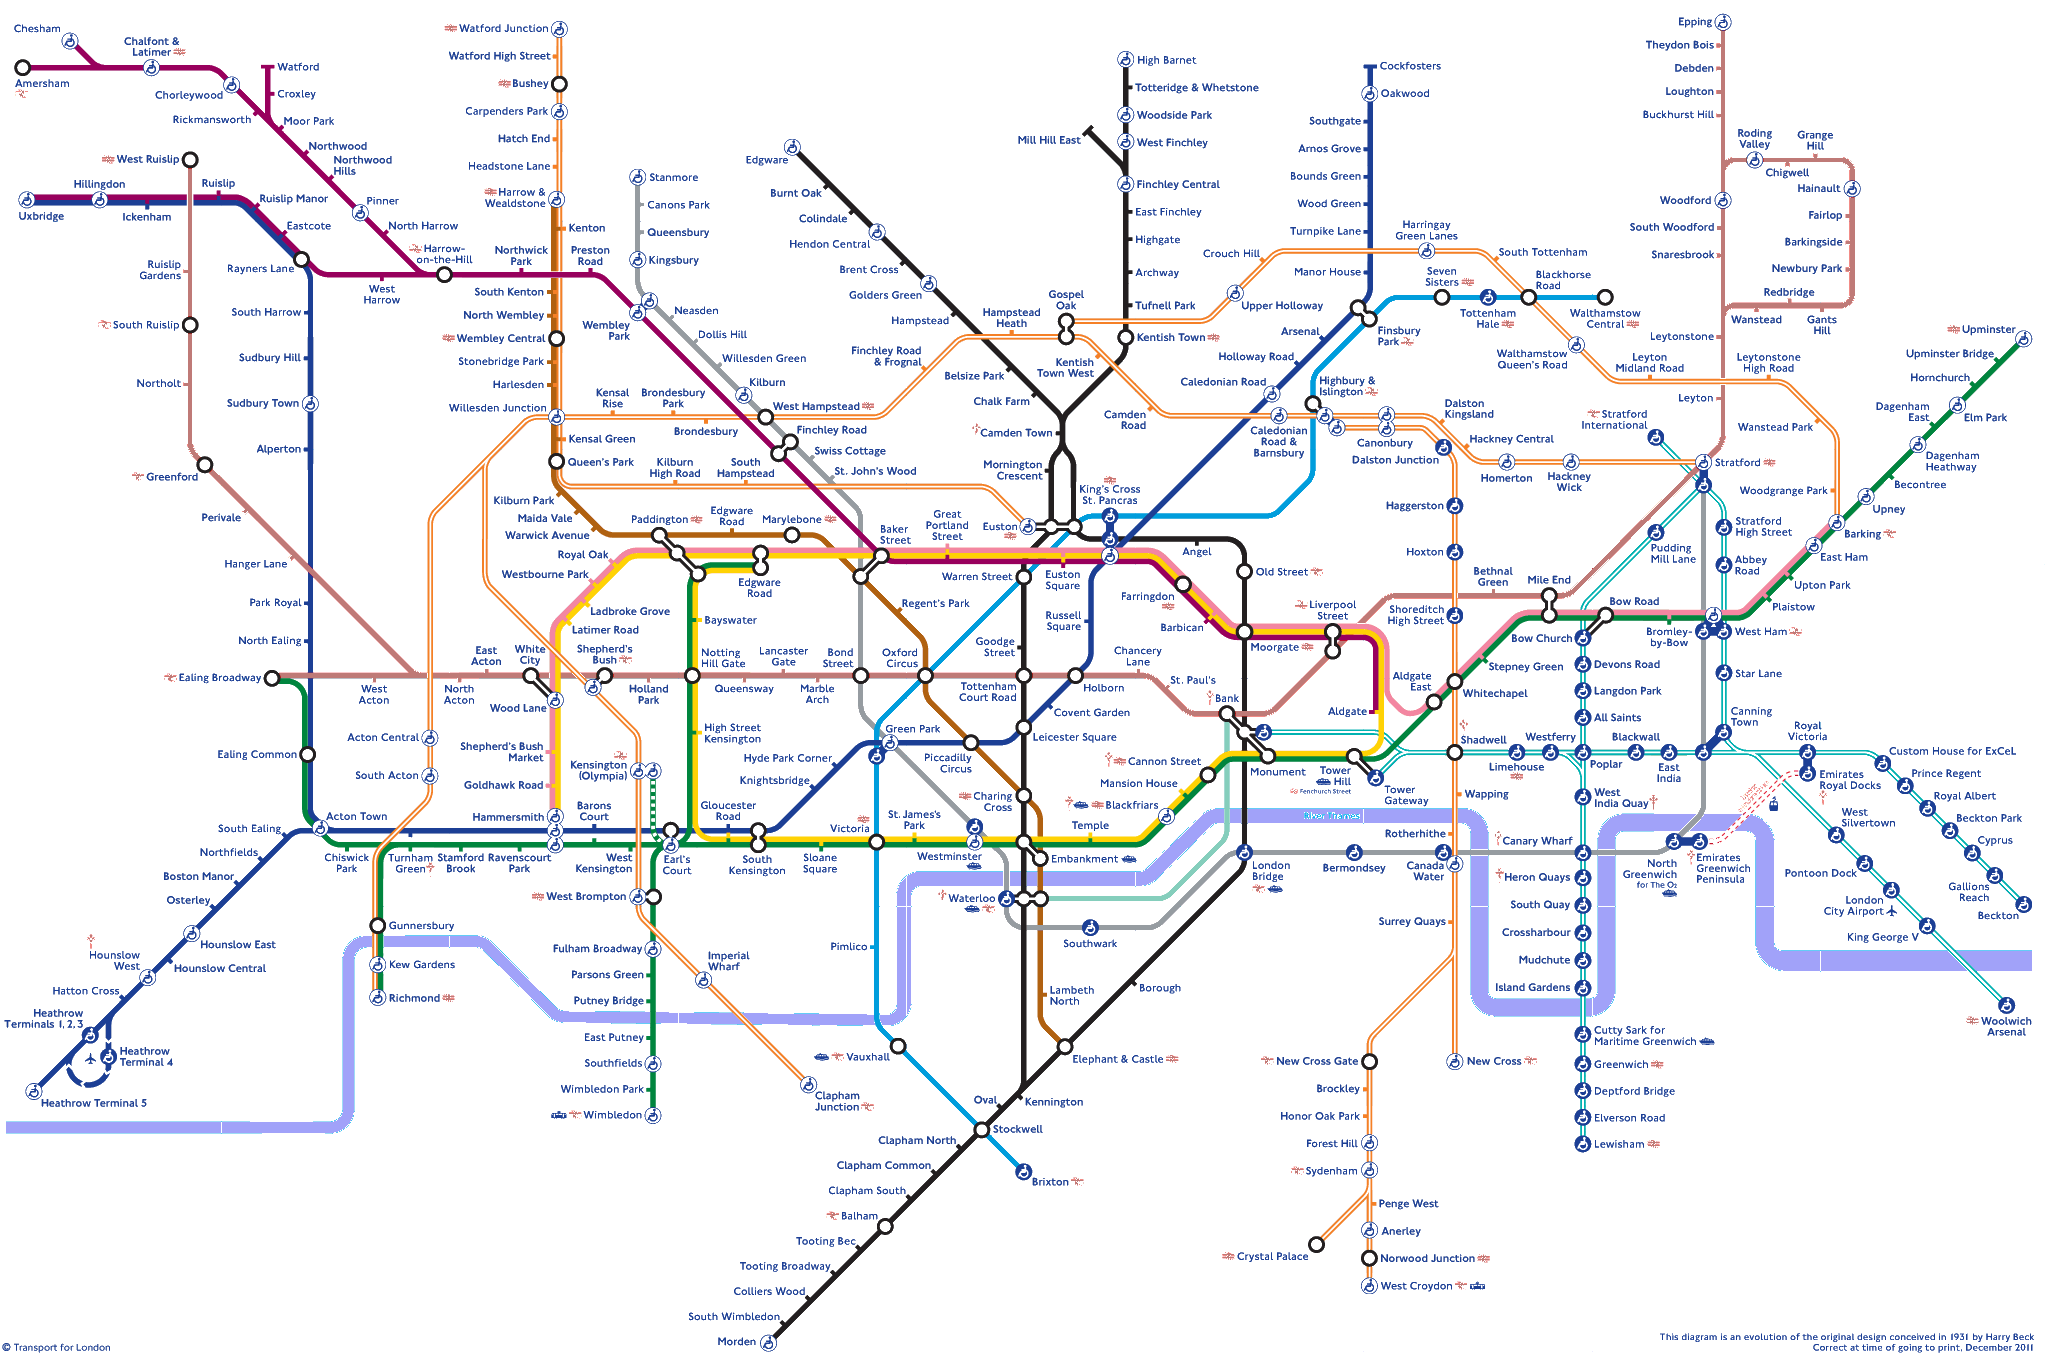 Chesham
Chalfont &
Latimer
Amersham
Chorleywood
Rickmansworth
Watford
Croxley
Moor Park
Northwood
Northwood
Hills
Pinner
North Harrow
Harrow-
on-the-Hill
Northwick
Park
Preston
Road
West Ruislip
Hillingdon
Ruislip
Uxbridge
Ickenham
Ruislip Manor
Eastcote
Rayners Lane
West
Harrow
Ruislip
Gardens
South Ruislip
Northolt
Greenford
Perivale
Hanger Lane
South Harrow
Sudbury Hill
Sudbury Town
Alperton
Park Royal
North Ealing
Ealing Broadway
Ealing Common
West
Acton
East
Acton
North
Acton
White
City
Wood Lane
Shepherd's Bush
Market
Goldhawk Road
Hammersmith
Watford Junction
Watford High Street
Bushey
Carpenders Park
Hatch End
Headstone Lane
Harrow &
Wealdstone
Kenton
South Kenton
North Wembley
Wembley Central
Stonebridge Park
Harlesden
Willesden Junction
Kensal Green
Queen's Park
Kilburn Park
Maida Vale
Warwick Avenue
Paddington
Edgware
Road
Marylebone
Royal Oak
Westbourne Park
Ladbroke Grove
Latimer Road
Edgware
Road
Stanmore
Canons Park
Queensbury
Kingsbury
Wembley
Park
Neasden
Dollis Hill
Willesden Green
Kilburn
West Hampstead
Finchley Road
Swiss Cottage
St. John's Wood
Kensal
Rise
Brondesbury
Park
Brondesbury
Kilburn
High Road
South
Hampstead
Edgware
Burnt Oak
Colindale
Hendon Central
Brent Cross
Golders Green
Hampstead
Belsize Park
Chalk Farm
Camden Town
Mornington
Crescent
Euston
Finchley Road
& Frognal
Hampstead
Heath
Gospel
Oak
Kentish
Town West
Camden
Road
High Barnet
Totteridge & Whetstone
Woodside Park
West Finchley
Mill Hill East
Finchley Central
East Finchley
Highgate
Archway
Tufnell Park
Kentish Town
Cockfosters
Oakwood
Southgate
Arnos Grove
Bounds Green
Wood Green
Turnpike Lane
Manor House
Finsbury
Park
Arsenal
Holloway Road
Caledonian Road
King's Cross
St. Pancras
Crouch Hill
Upper Holloway
Harringay
Green Lanes
South Tottenham
Seven
Sisters
Tottenham
Hale
Blackhorse
Road
Walthamstow
Central
Walthamstow
Queen's Road
Leyton
Midland Road
Leytonstone
High Road
Wanstead Park
Woodgrange Park
Highbury &
Islington
Caledonian
Road &
Barnsbury
Canonbury
Dalston
Kingsland
Dalston Junction
Hackney Central
Homerton
Hackney
Wick
Haggerston
Hoxton
Shoreditch
High Street
Epping
Theydon Bois
Debden
Loughton
Buckhurst Hill
Roding
Valley
Grange
Hill
Chigwell
Hainault
Fairlop
Barkingside
Newbury Park
Redbridge
Wanstead
Gants
Hill
Woodford
South Woodford
Snaresbrook
Leytonstone
Leyton
Stratford
Stratford
International
Stratford
High Street
Pudding
Mill Lane
Abbey
Road
Upminster
Upminster Bridge
Hornchurch
Elm Park
Dagenham
East
Dagenham
Heathway
Becontree
Upney
Barking
East Ham
Upton Park
Plaistow
West Ham
Star Lane
Canning
Town
Bromley-
by-Bow
Bow Road
Mile End
Bethnal
Green
Bow Church
Stepney Green
Whitechapel
Aldgate
East
Aldgate
Devons Road
Langdon Park
All Saints
Baker
Street
Great
Portland
Street
Warren Street
Euston
Square
Farringdon
Barbican
Moorgate
Liverpool
Street
Angel
Old Street
Regent's Park
Goodge
Street
Russell
Square
Bayswater
Notting
Hill Gate
Lancaster
Gate
Bond
Street
Oxford
Circus
Tottenham
Court Road
Holborn
Chancery
Lane
St. Paul's
Bank
Shepherd's
Bush
Holland
Park
Queensway
Marble
Arch
High Street
Kensington
Hyde Park Corner
Knightsbridge
Green Park
Piccadilly
Circus
Leicester Square
Covent Garden
Charing
Cross
Cannon Street
Mansion House
Blackfriars
Monument
Tower
Hill
Fenchurch Street
Tower
Gateway
Shadwell
Limehouse
Westferry
Poplar
Blackwall
East
India
Royal
Victoria
Custom House for ExCeL
Prince Regent
Royal Albert
Beckton Park
Cyprus
Gallions
Reach
Beckton
Emirates
Royal Docks
Emirates
Greenwich
Peninsula
West
Silvertown
Pontoon Dock
London
City Airport
King George V
Woolwich
Arsenal
Acton Central
South Acton
Kensington
(Olympia)
Barons
Court
Gloucester
Road
Victoria
St. James's
Park
Westminster
Temple
Embankment
River Thames
Acton Town
South Ealing
Northfields
Boston Manor
Osterley
Hounslow East
Hounslow Central
Hounslow
West
Hatton Cross
Heathrow
Terminals 1, 2, 3
Heathrow
Terminal 4
Heathrow Terminal 5
Chiswick
Park
Turnham
Green
Stamford
Brook
Ravenscourt
Park
West
Kensington
Earl's
Court
South
Kensington
Sloane
Square
Gunnersbury
Kew Gardens
Richmond
West Brompton
Fulham Broadway
Parsons Green
Putney Bridge
East Putney
Southfields
Wimbledon Park
Wimbledon
Imperial
Wharf
Clapham
Junction
Waterloo
Southwark
London
Bridge
Bermondsey
Canada
Water
Wapping
Rotherhithe
Surrey Quays
West
India Quay
Canary Wharf
Heron Quays
South Quay
Crossharbour
Mudchute
Island Gardens
Cutty Sark for
Maritime Greenwich
Greenwich
Deptford Bridge
Elverson Road
Lewisham
North
Greenwich
for The O2
Pimlico
Vauxhall
Lambeth
North
Borough
Elephant & Castle
Kennington
Oval
Stockwell
Brixton
Clapham North
Clapham Common
Clapham South
Balham
Tooting Bec
Tooting Broadway
Colliers Wood
South Wimbledon
Morden
New Cross Gate
New Cross
Brockley
Honor Oak Park
Forest Hill
Sydenham
Penge West
Anerley
Crystal Palace
Norwood Junction
West Croydon
© Transport for London
This diagram is an evolution of the original design conceived in 1931 by Harry Beck
Correct at time of going to print, December 2011